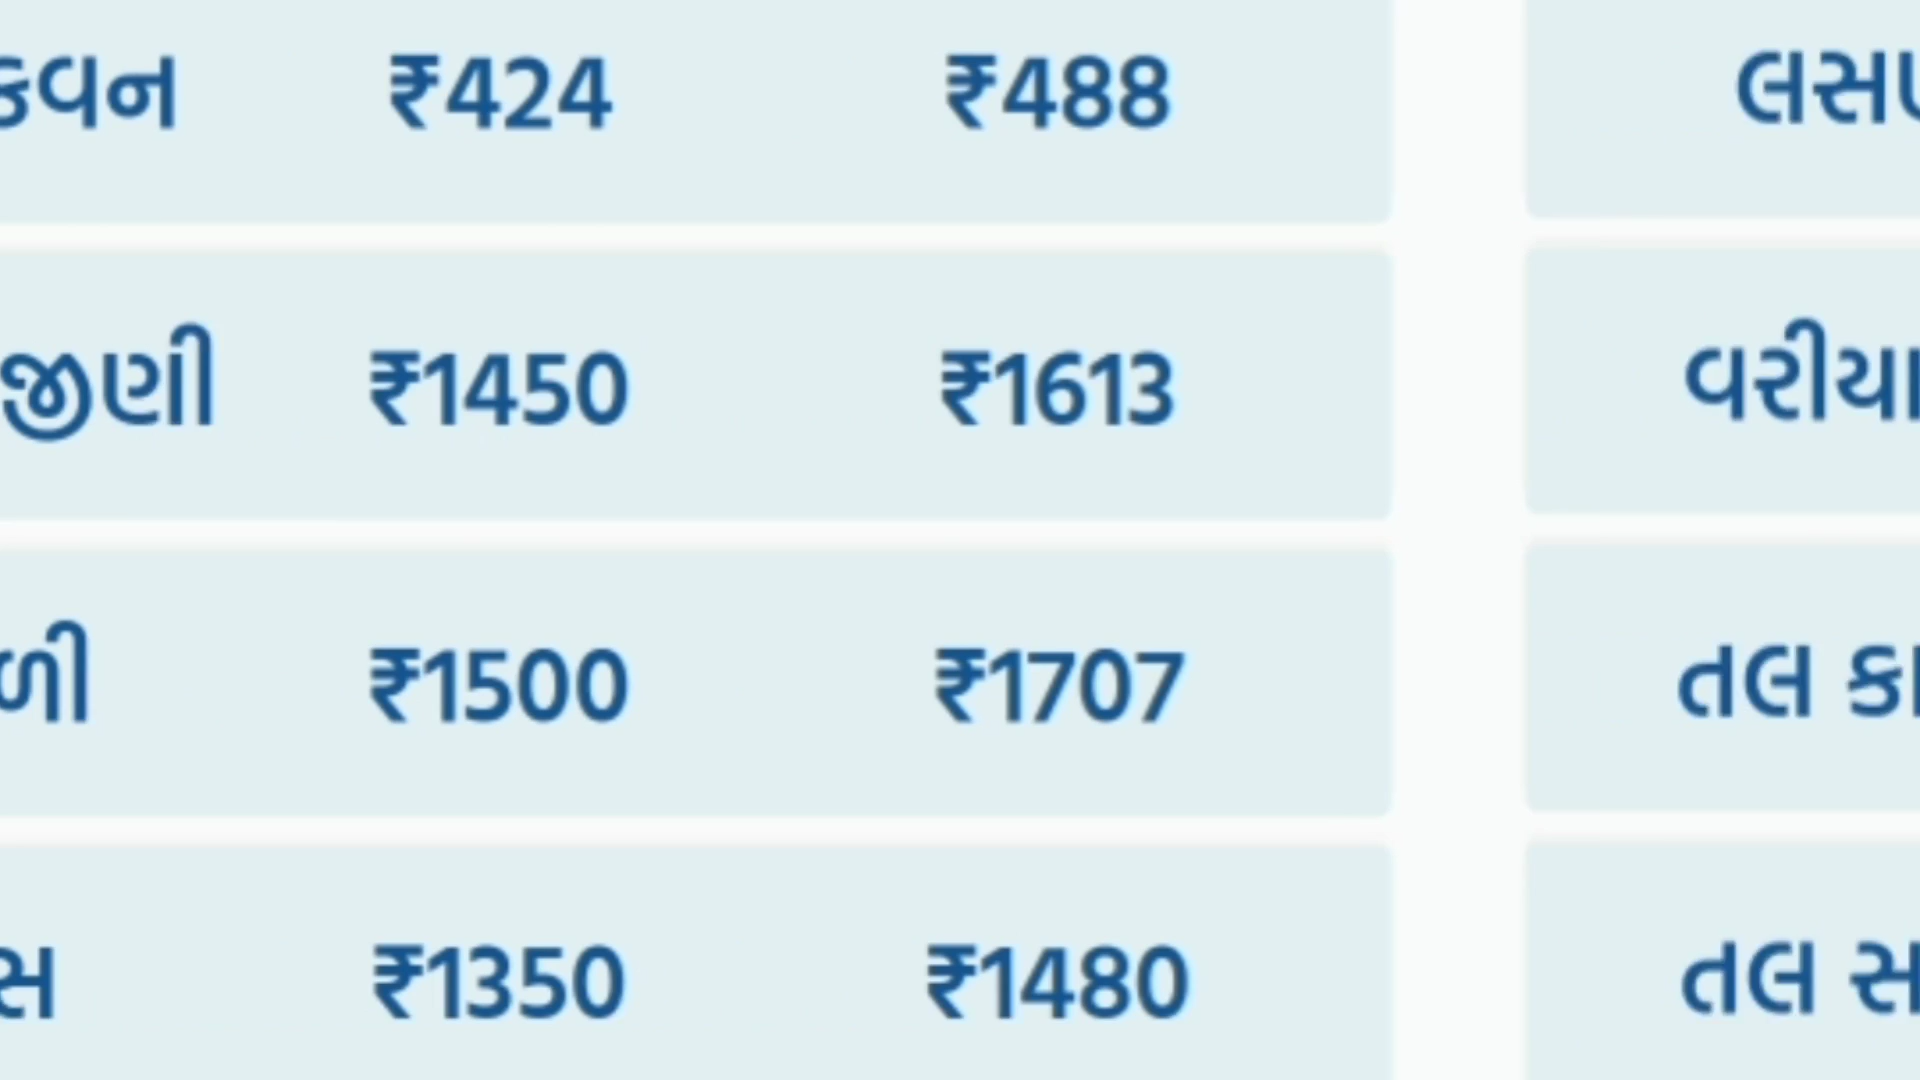 કવન ₹424 ₹488
જીણી ₹1450 ₹1613
ળી ₹1500 ₹1707
સ ₹1350 ₹1480
લસ
વરીયા
તલ કા
તલ સ